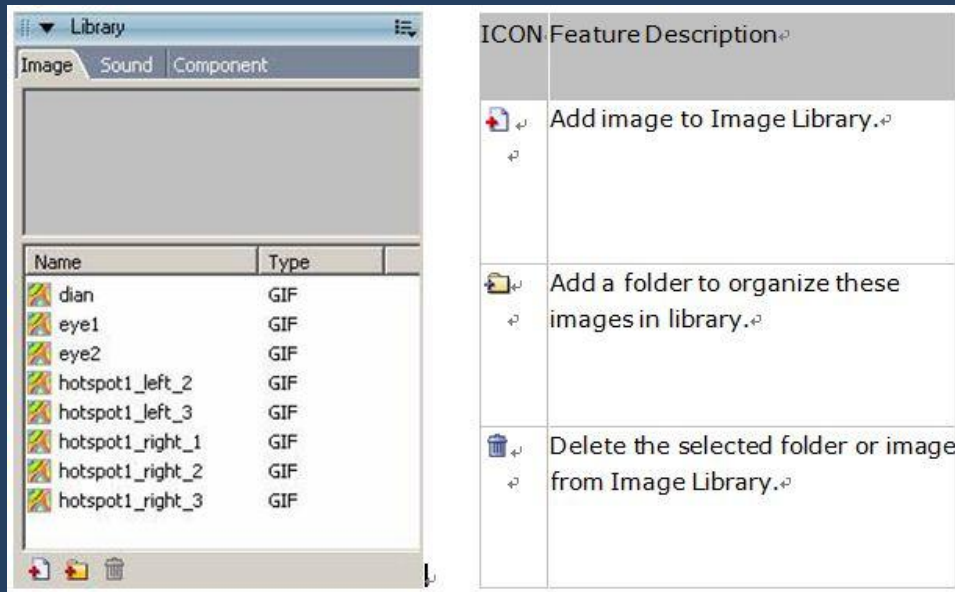 Library
Image Sound Component
Name Type
dian GIF
eye1 GIF
eye2 GIF
hotspot1_left_2 GIF
hotspot1_left_3 GIF
hotspot1_right_1 GIF
hotspot1_right_2 GIF
hotspot1_right_3 GIF
ICON Feature Description
Add image to Image Library.
Add a folder to organize these
images in library.
Delete the selected folder or image
from Image Library.